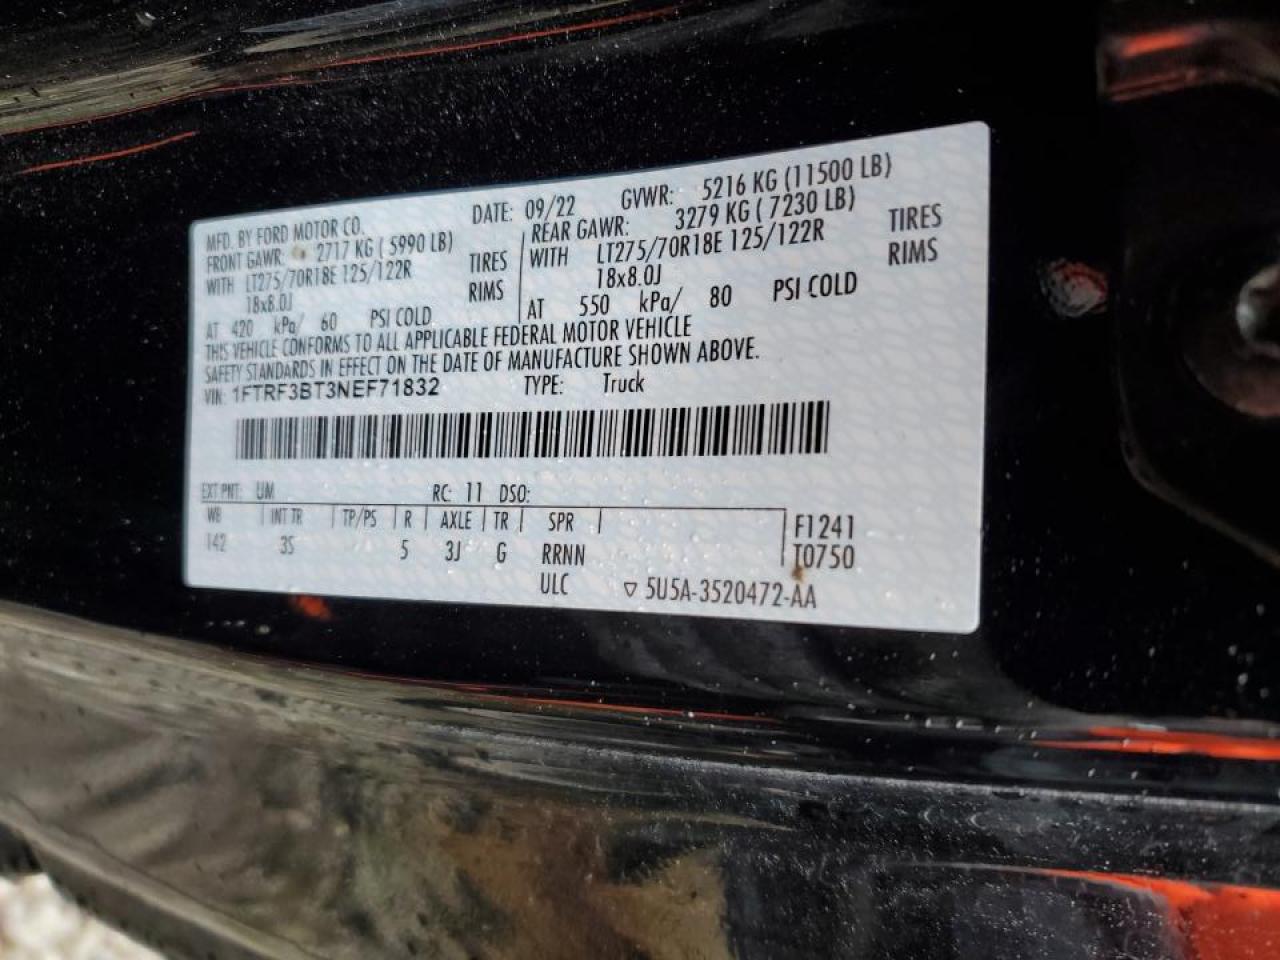 MFD. BY FORD MOTOR CO. DATE: 09/22 GVWR: 5216 KG (11500 LB)
FRONT GAWR: 2717 KG ( 5990 LB) REAR GAWR: 3279 KG ( 7230 LB)
WITH LT275/70R18E 125/122R TIRES WITH LT275/70R18E 125/122R TIRES
18x8.0J RIMS 18x8.0J RIMS
AT 420 kPa/ 60 PSI COLD AT 550 kPa/ 80 PSI COLD
THIS VEHICLE CONFORMS TO ALL APPLICABLE FEDERAL MOTOR VEHICLE
SAFETY STANDARDS IN EFFECT ON THE DATE OF MANUFACTURE SHOWN ABOVE.
VIN: 1FTRF3BT3NEF71832 TYPE: Truck
EXT PNT: UM RC: 11 DSO:
WB INT TR TP/PS R AXLE TR SPR F1241
142 3S 5 3J G RRNN T0750
ULC ▽ 5U5A-3520472-AA